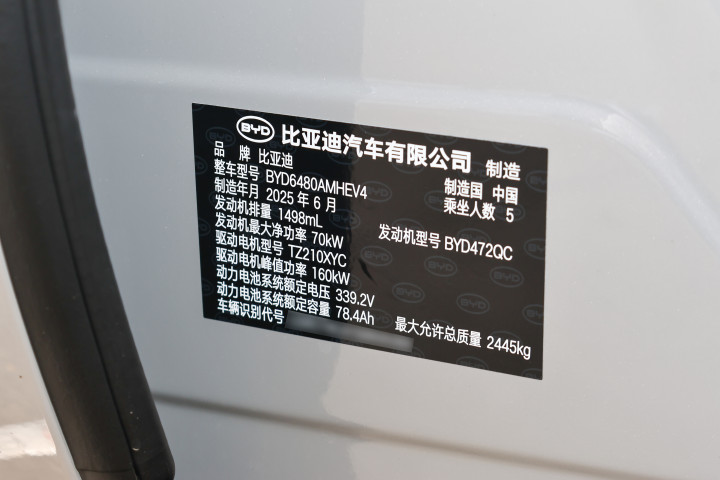 BYD 比亚迪汽车有限公司 制造
品 牌 比亚迪
整车型号 BYD6480AMHEV4 制造国 中国
制造年月 2025 年 6 月 乘坐人数 5
发动机排量 1498mL
发动机最大净功率 70kW 发动机型号 BYD472QC
驱动电机型号 TZ210XYC
驱动电机峰值功率 160kW
动力电池系统额定电压 339.2V
动力电池系统额定容量 78.4Ah
车辆识别代号 最大允许总质量 2445kg